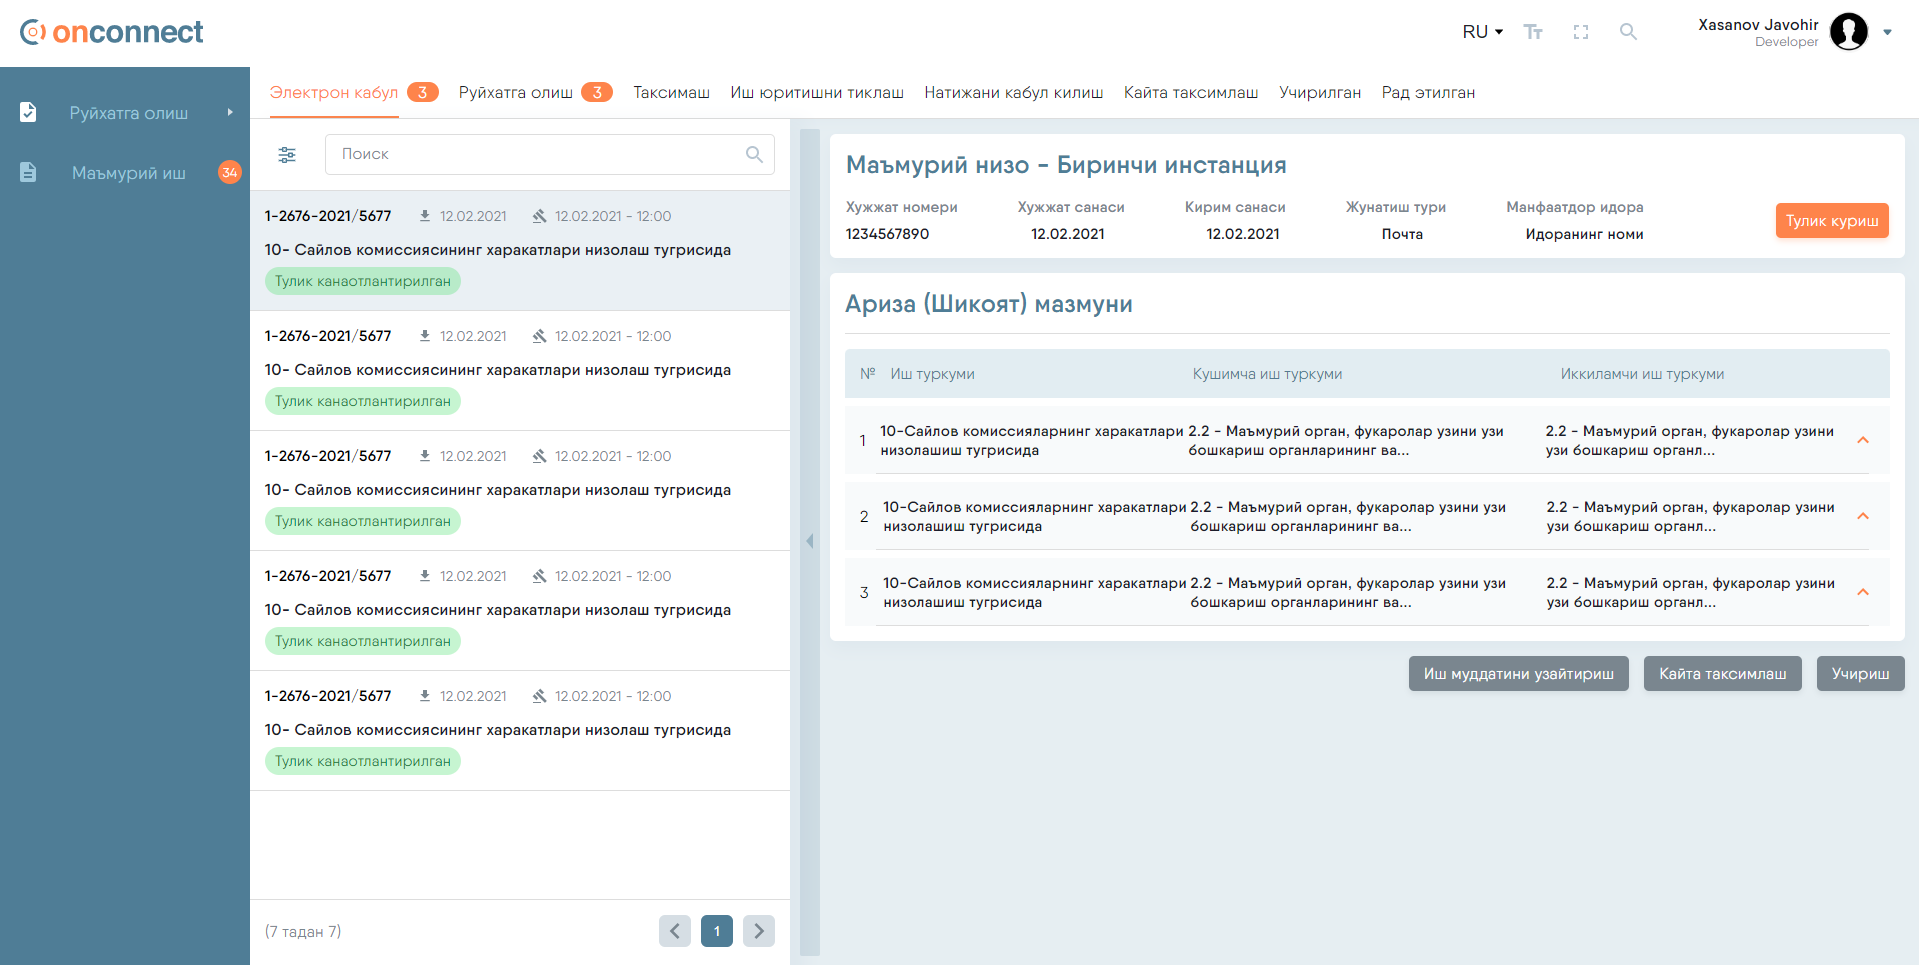 onconnect
RU
Xasanov Javohir
Developer
Руйхатга олиш
Маъмурий иш 34
Электрон кабул 3 Руйхатга олиш 3 Таксимаш Иш юритишни тиклаш Натижани кабул килиш Кайта таксимлаш Учирилган Рад этилган
Поиск
1-2676-2021/5677 12.02.2021 12.02.2021 - 12:00
10- Сайлов комиссиясининг харакатлари низолаш тугрисида
Тулик канаотлантирилган
1-2676-2021/5677 12.02.2021 12.02.2021 - 12:00
10- Сайлов комиссиясининг харакатлари низолаш тугрисида
Тулик канаотлантирилган
1-2676-2021/5677 12.02.2021 12.02.2021 - 12:00
10- Сайлов комиссиясининг харакатлари низолаш тугрисида
Тулик канаотлантирилган
1-2676-2021/5677 12.02.2021 12.02.2021 - 12:00
10- Сайлов комиссиясининг харакатлари низолаш тугрисида
Тулик канаотлантирилган
1-2676-2021/5677 12.02.2021 12.02.2021 - 12:00
10- Сайлов комиссиясининг харакатлари низолаш тугрисида
Тулик канаотлантирилган
(7 тадан 7) 1
Маъмурий низо - Биринчи инстанция
Хужжат номери Хужжат санаси Кирим санаси Жунатиш тури Манфаатдор идора
1234567890 12.02.2021 12.02.2021 Почта Идоранинг номи
Тулик куриш
Ариза (Шикоят) мазмуни
№ Иш туркуми Кушимча иш туркуми Иккиламчи иш туркуми
1 10-Сайлов комиссияларнинг харакатлари 2.2 - Маъмурий орган, фукаролар узини узи 2.2 - Маъмурий орган, фукаролар узини
низолашиш тугрисида бошкариш органларининг ва... узи бошкариш органл...
2 10-Сайлов комиссияларнинг харакатлари 2.2 - Маъмурий орган, фукаролар узини узи 2.2 - Маъмурий орган, фукаролар узини
низолашиш тугрисида бошкариш органларининг ва... узи бошкариш органл...
3 10-Сайлов комиссияларнинг харакатлари 2.2 - Маъмурий орган, фукаролар узини узи 2.2 - Маъмурий орган, фукаролар узини
низолашиш тугрисида бошкариш органларининг ва... узи бошкариш органл...
Иш муддатини узайтириш Кайта таксимлаш Учириш